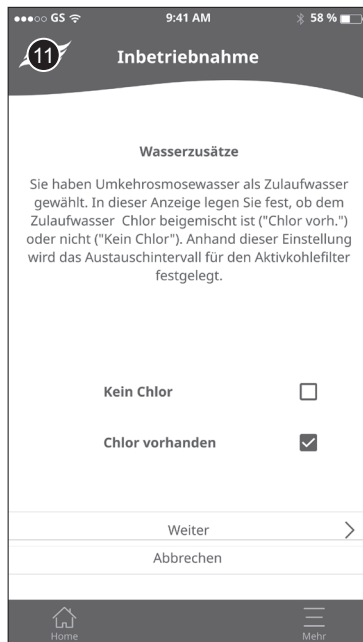 GS 9:41 AM 58 %
11 Inbetriebnahme
Wasserzusätze
Sie haben Umkehrosmosewasser als Zulaufwasser
gewählt. In dieser Anzeige legen Sie fest, ob dem
Zulaufwasser Chlor beigemischt ist ("Chlor vorh.")
oder nicht ("Kein Chlor"). Anhand dieser Einstellung
wird das Austauschintervall für den Aktivkohlefilter
festgelegt.
Kein Chlor
Chlor vorhanden
Weiter
Abbrechen
Home Mehr